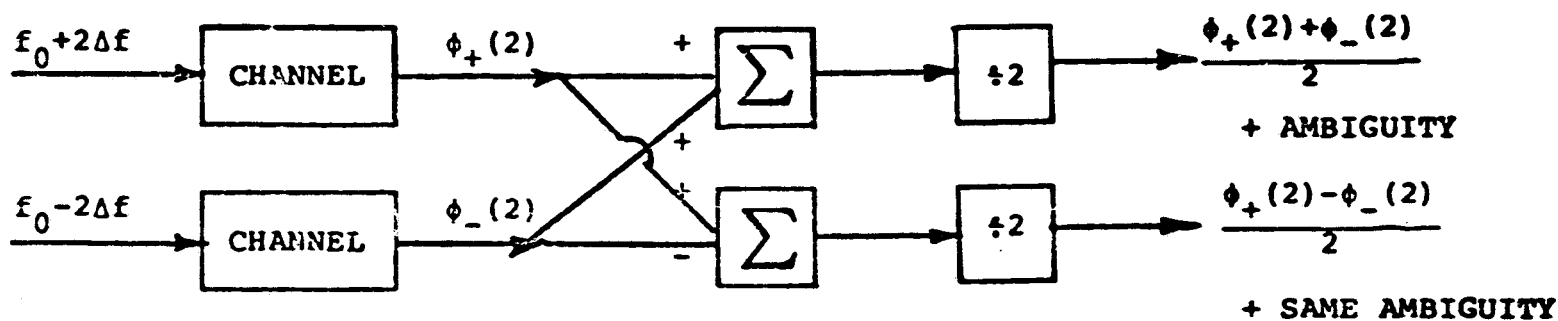 f₀+2Δf
CHANNEL
ϕ₊(2)
+
Σ
÷2
ϕ₊(2)+ϕ₋(2)
2
+ AMBIGUITY
+
+
f₀-2Δf
CHANNEL
ϕ₋(2)
-
Σ
÷2
ϕ₊(2)-ϕ₋(2)
2
+ SAME AMBIGUITY